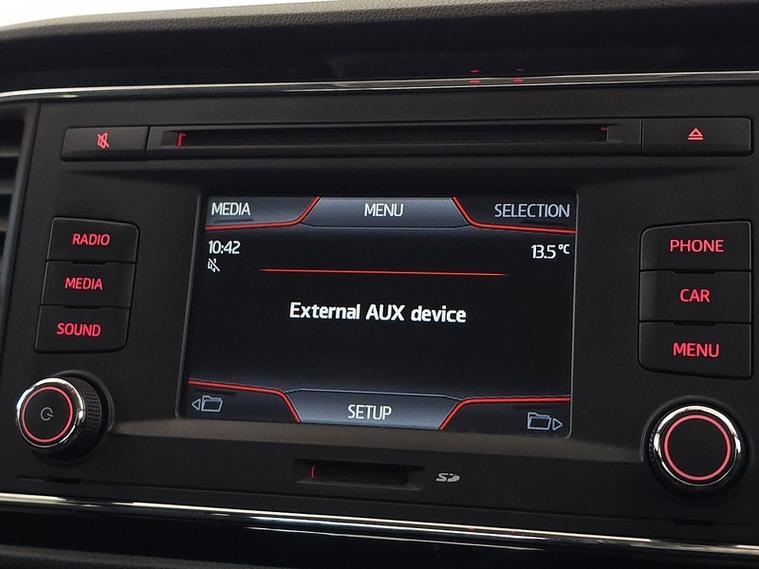 MEDIA MENU SELECTION
10:42 13.5°C
External AUX device
SETUP
RADIO
MEDIA
SOUND
PHONE
CAR
MENU
SD